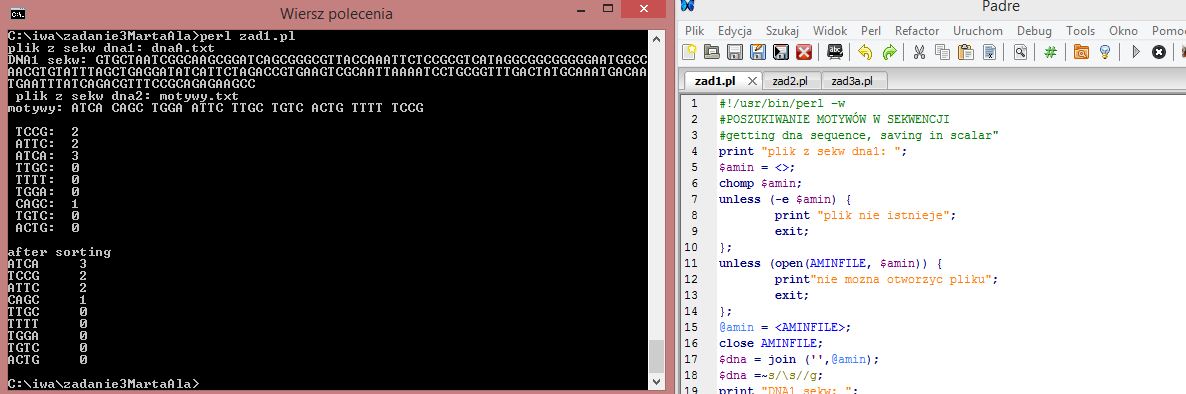 Wiersz polecenia
C:\iwa\zadanie3MartaAla>perl zad1.pl
plik z sekw dna1: dnaA.txt
DNA1 sekw: GTGCTAATCGGCAAGCGGATCAGCGGGCGTTACCAAATTCTCCGCGTCATAGGCGGCGGGGGAATGGCC
AACGTGTATTTAGCTGAGGATATCATTCTAGACCGTGAAGTCGCAATTAAAATCCTGCGGTTTGACTATGCAAATGACAA
TGAATTTATCAGACGTTTCCGCAGAGAAGCC
 plik z sekw dna2: motywy.txt
motywy: ATCA CAGC TGGA ATTC TTGC TGTC ACTG TTTT TCCG
TCCG: 2
ATTC: 2
ATCA: 3
TTGC: 0
TTTT: 0
TGGA: 0
CAGC: 1
TGTC: 0
ACTG: 0
after sorting
ATCA 3
TCCG 2
ATTC 2
CAGC 1
TTGC 0
TTTT 0
TGGA 0
TGTC 0
ACTG 0
C:\iwa\zadanie3MartaAla>
Padre
Plik Edycja Szukaj Widok Perl Refactor Uruchom Debug Tools Okno Pomoc
zad1.pl zad2.pl zad3a.pl
1 #!/usr/bin/perl -w
2 #POSZUKIWANIE MOTYWÓW W SEKWENCJI
3 #getting dna sequence, saving in scalar"
4 print "plik z sekw dna1: ";
5 $amin = <>;
6 chomp $amin;
7 unless (-e $amin) {
8 print "plik nie istnieje";
9 exit;
10 };
11 unless (open(AMINFILE, $amin)) {
12 print"nie mozna otworzyc pliku";
13 exit;
14 };
15 @amin = <AMINFILE>;
16 close AMINFILE;
17 $dna = join ('',@amin);
18 $dna =~s/\s//g;
19 print "DNA1 sekw: ";